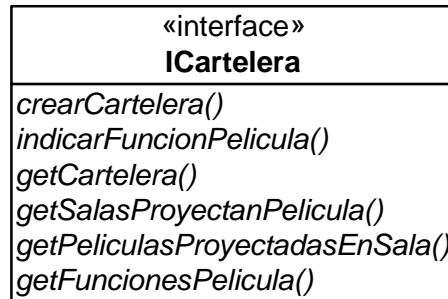 «interface»
ICartelera
crearCartelera()
indicarFuncionPelicula()
getCartelera()
getSalasProyectanPelicula()
getPeliculasProyectadasEnSala()
getFuncionesPelicula()